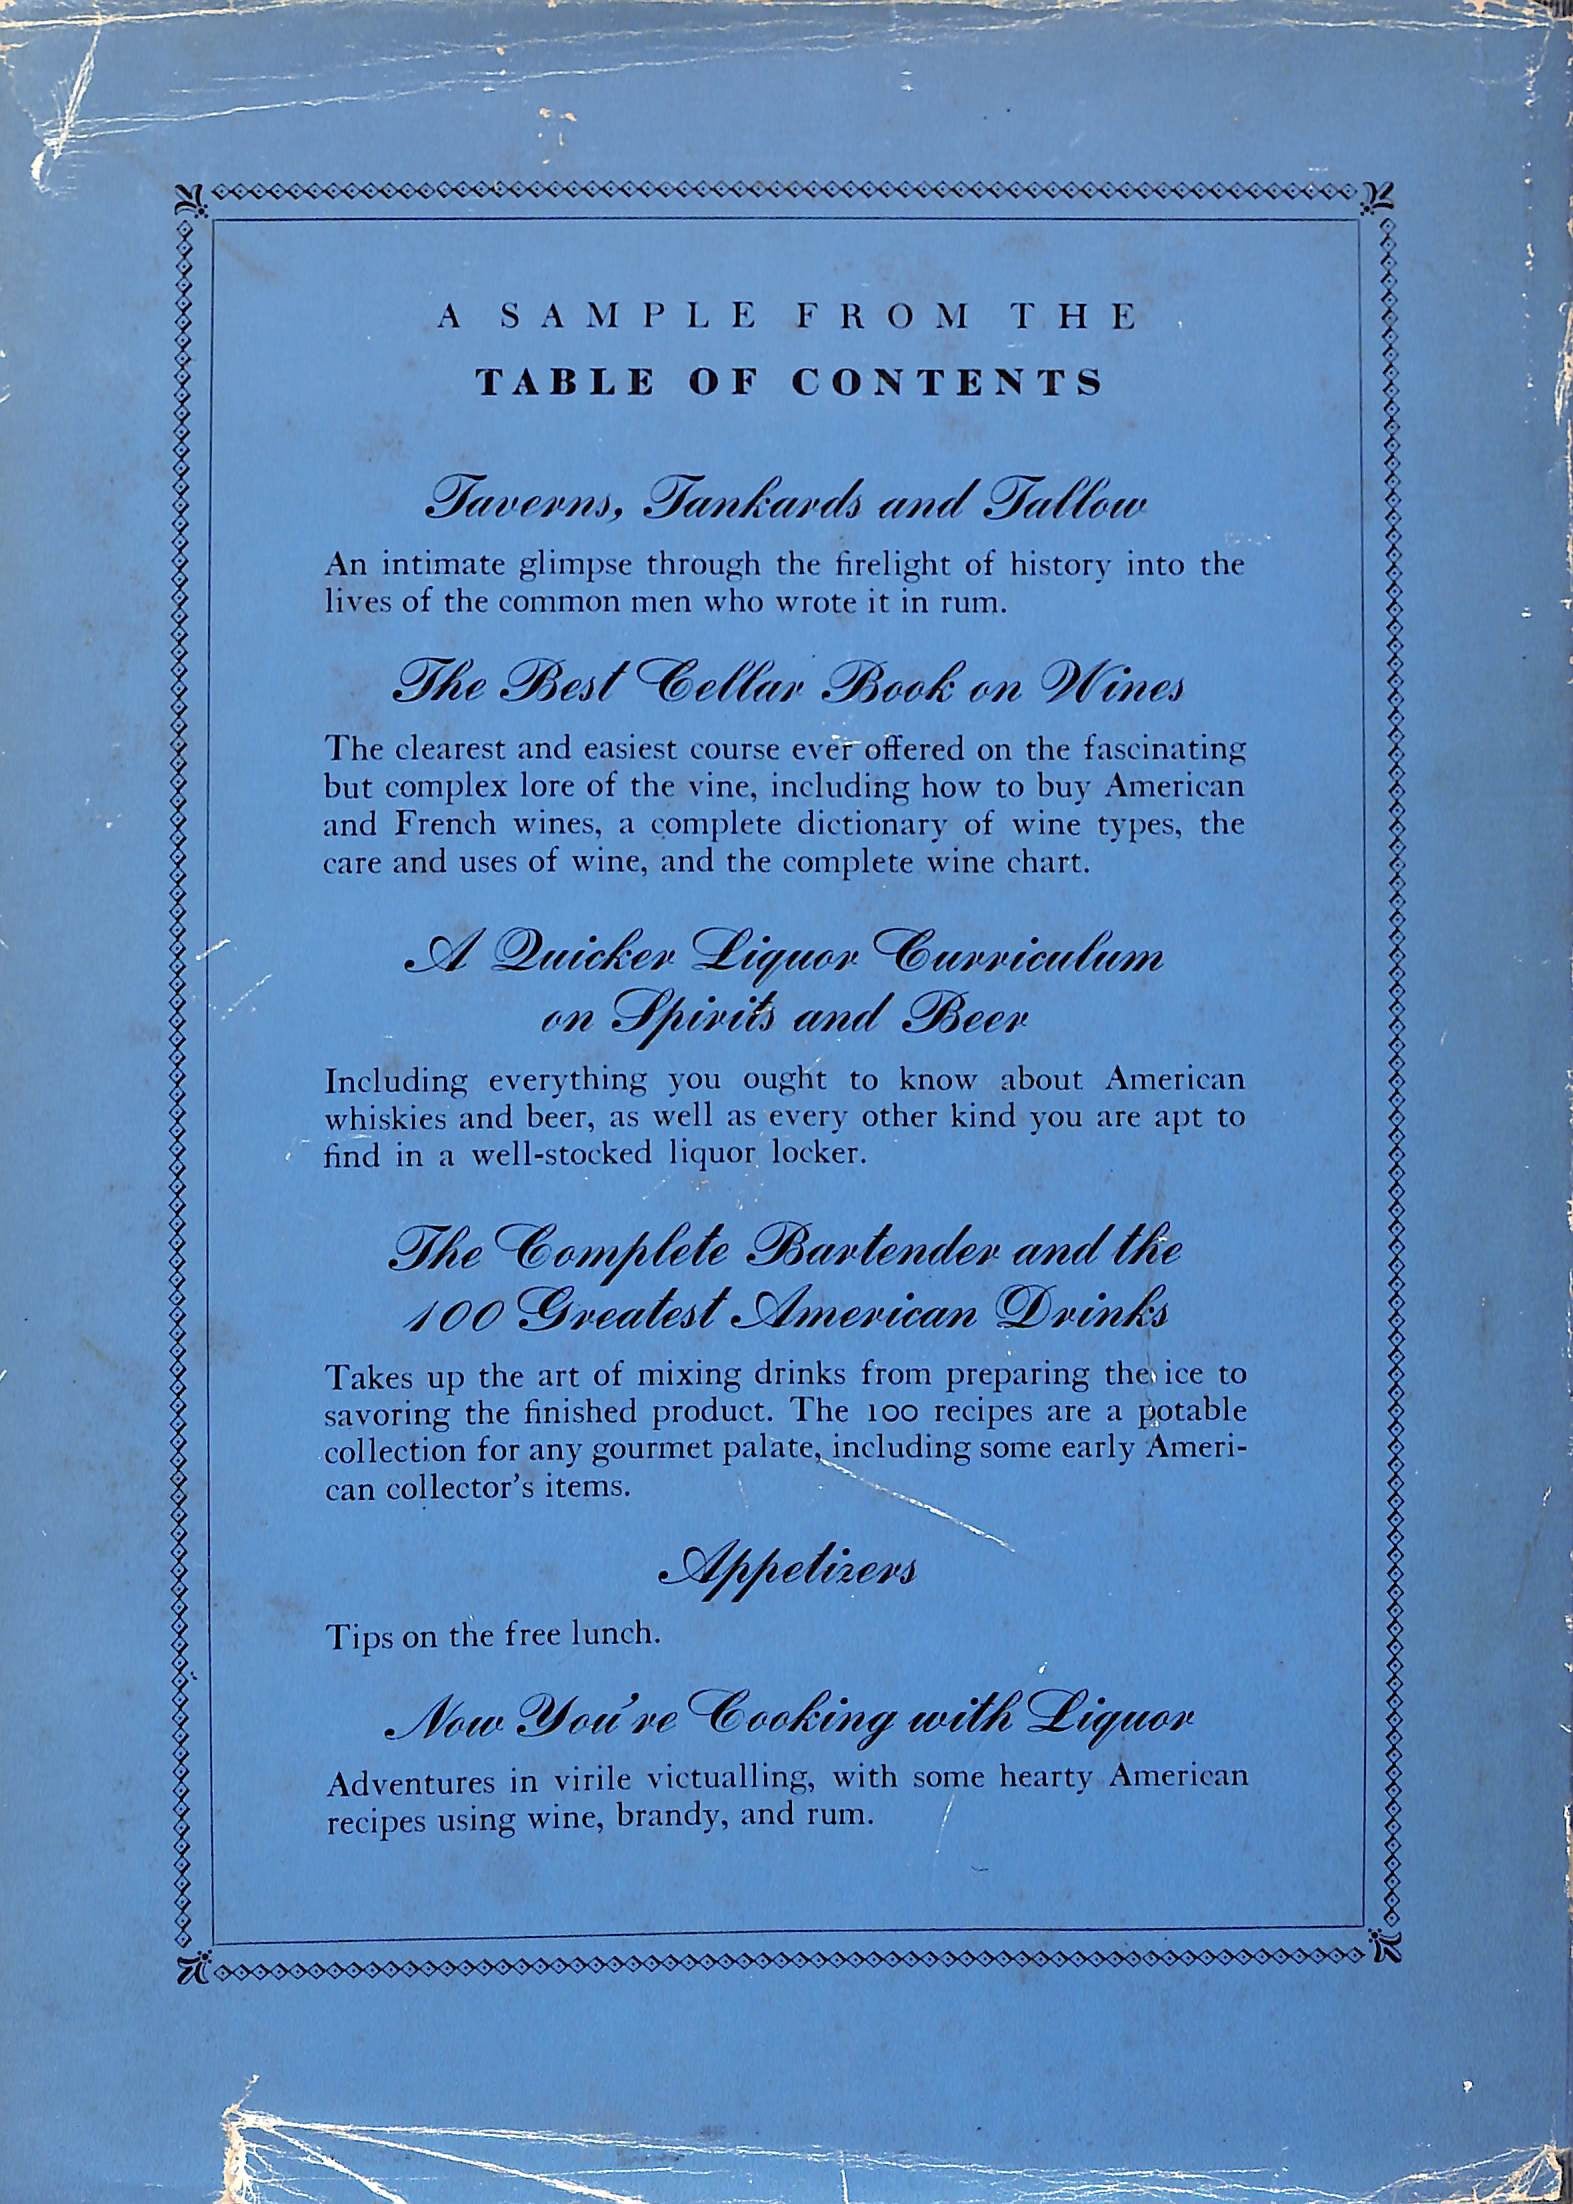 A SAMPLE FROM THE
TABLE OF CONTENTS
Taverns, Tankards and Tallow
An intimate glimpse through the firelight of history into the
lives of the common men who wrote it in rum.
The Best Cellar Book on Wines
The clearest and easiest course ever offered on the fascinating
but complex lore of the vine, including how to buy American
and French wines, a complete dictionary of wine types, the
care and uses of wine, and the complete wine chart.
A Quicker Liquor Curriculum
on Spirits and Beer
Including everything you ought to know about American
whiskies and beer, as well as every other kind you are apt to
find in a well-stocked liquor locker.
The Complete Bartender and the
100 Greatest American Drinks
Takes up the art of mixing drinks from preparing the ice to
savoring the finished product. The 100 recipes are a potable
collection for any gourmet palate, including some early Ameri-
can collector's items.
Appetizers
Tips on the free lunch.
Now You're Cooking with Liquor
Adventures in virile victualling, with some hearty American
recipes using wine, brandy, and rum.